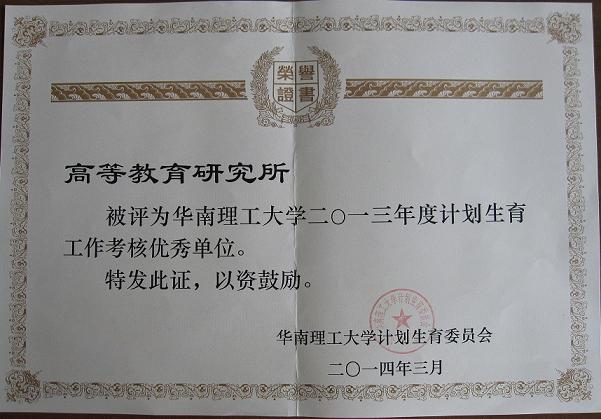 榮譽
證書
高等教育研究所
被评为华南理工大学二〇一三年度计划生育
工作考核优秀单位。
特发此证，以资鼓励。
华南理工大学计划生育委员会
二〇一四年三月